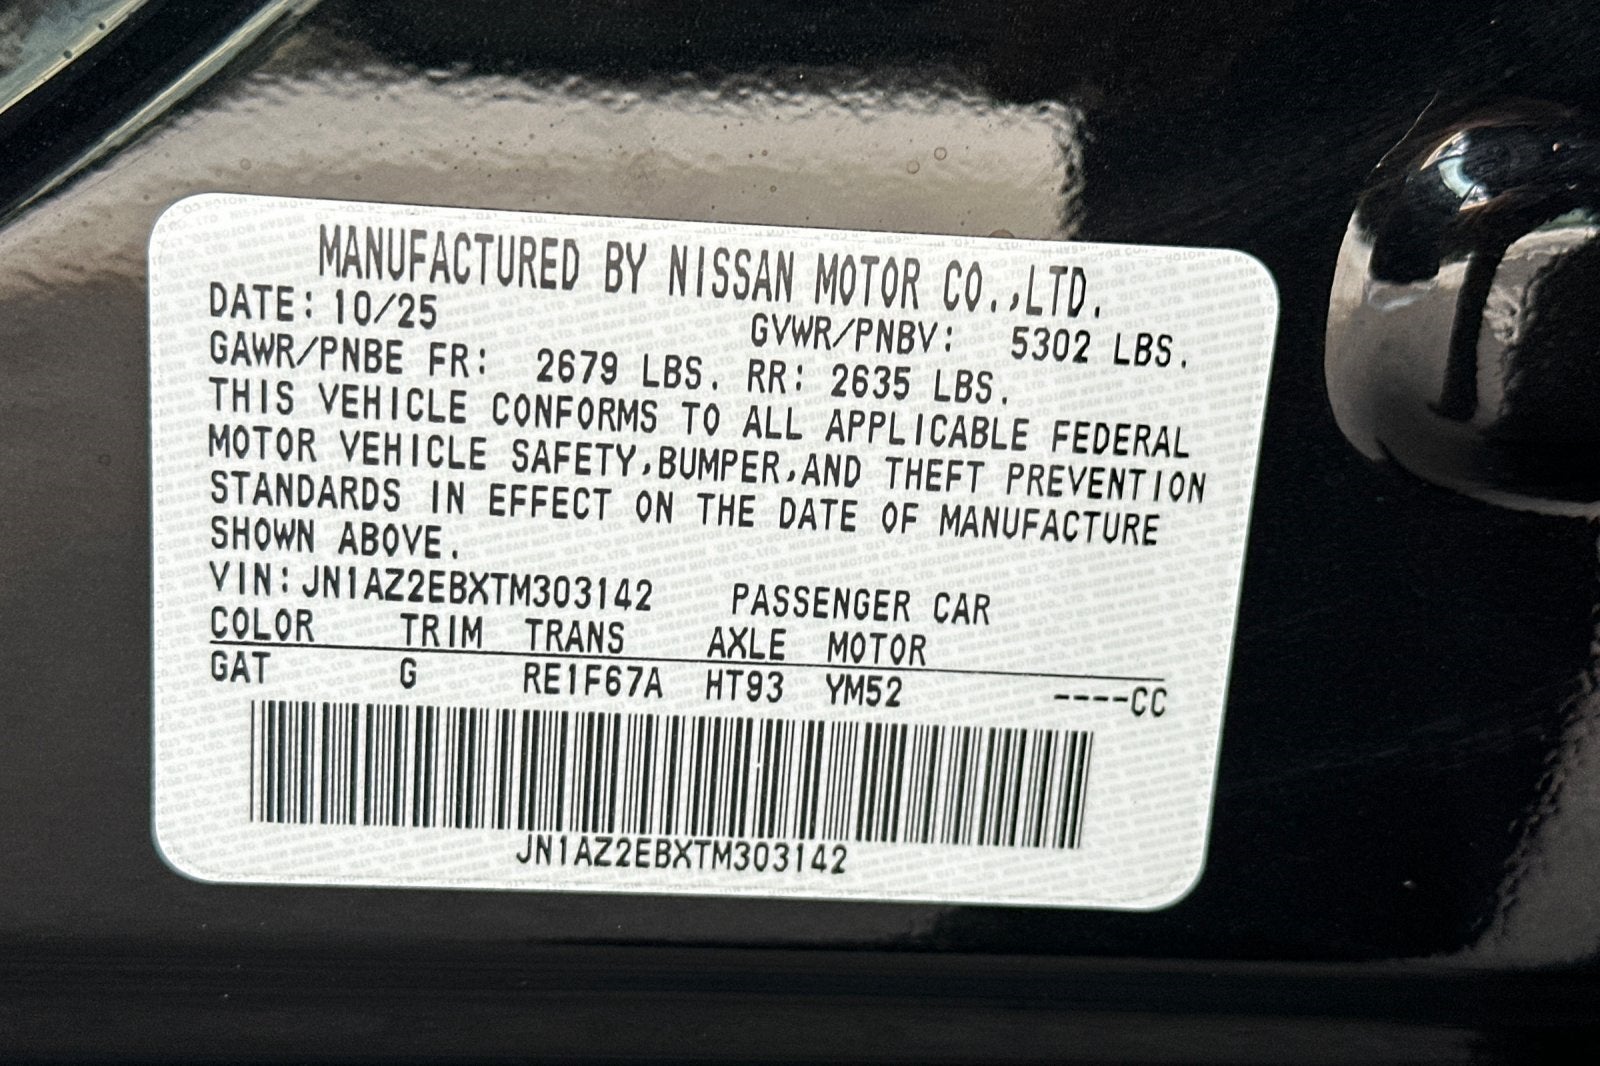 MANUFACTURED BY NISSAN MOTOR CO.,LTD.
DATE: 10/25 GVWR/PNBV: 5302 LBS.
GAWR/PNBE FR: 2679 LBS. RR: 2635 LBS.
THIS VEHICLE CONFORMS TO ALL APPLICABLE FEDERAL
MOTOR VEHICLE SAFETY,BUMPER,AND THEFT PREVENTION
STANDARDS IN EFFECT ON THE DATE OF MANUFACTURE
SHOWN ABOVE.
VIN: JN1AZ2EBXTM303142 PASSENGER CAR
COLOR TRIM TRANS AXLE MOTOR
GAT G RE1F67A HT93 YM52 ----CC
JN1AZ2EBXTM303142